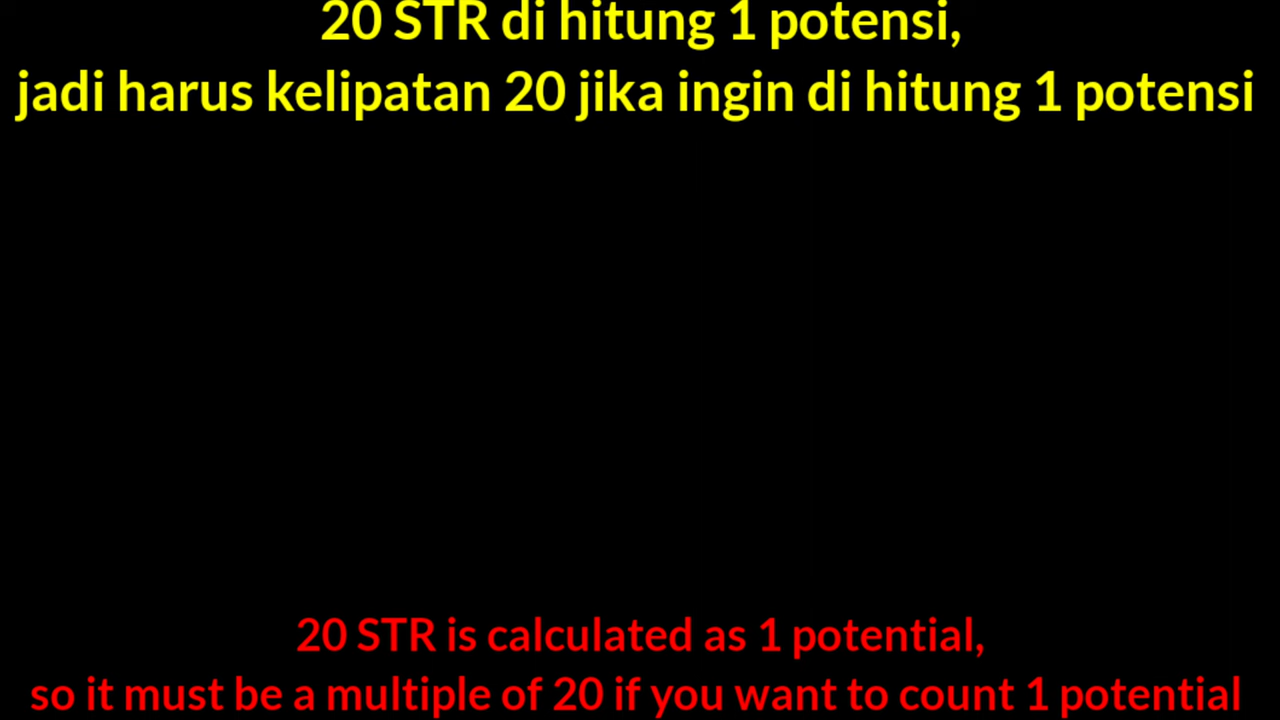 20 STR di hitung 1 potensi,
jadi harus kelipatan 20 jika ingin di hitung 1 potensi
20 STR is calculated as 1 potential,
so it must be a multiple of 20 if you want to count 1 potential